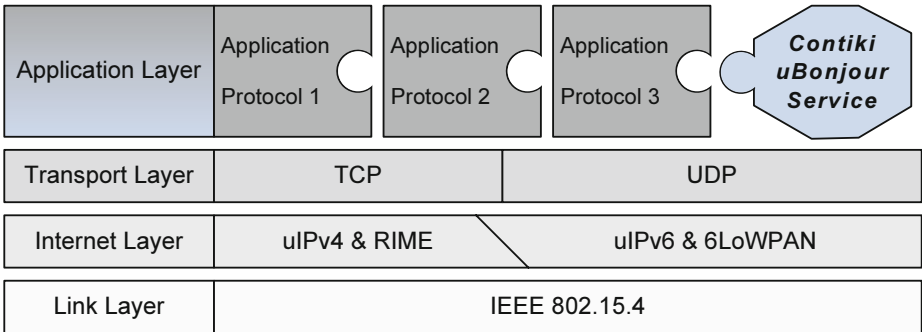 Application Layer
Application
Protocol 1
Application
Protocol 2
Application
Protocol 3
Contiki
uBonjour
Service
Transport Layer
TCP
UDP
Internet Layer
uIPv4 & RIME
uIPv6 & 6LoWPAN
Link Layer
IEEE 802.15.4